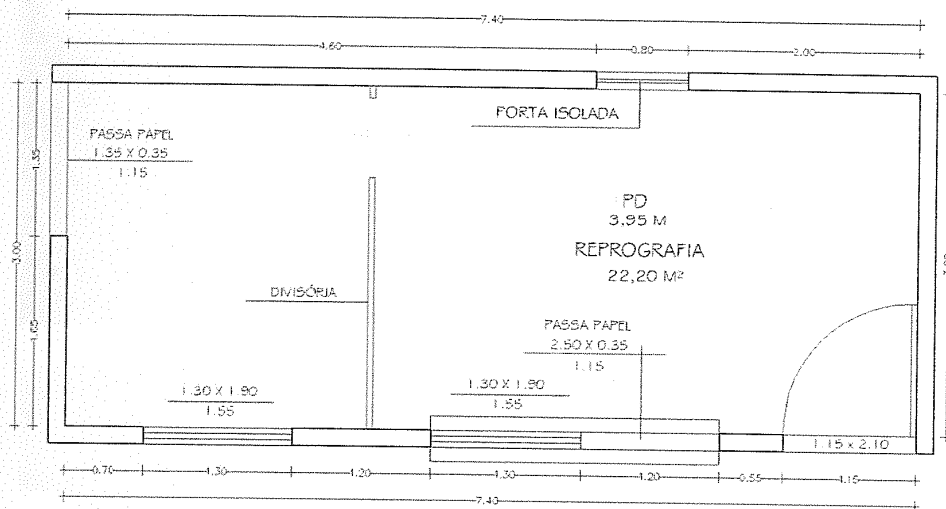 7.40
4.60 0.80 2.00
PORTA ISOLADA
PASSA PAPEL
1.35 X 0.35
1.15
1.35
3.00
1.65
PD
3,95 M
REPROGRAFIA
22,20 M²
DIVISÓRIA
PASSA PAPEL
2.50 X 0.35
1.15
1.30 X 1.90
1.55
1.30 X 1.90
1.55
1.15 x 2.10
0.70 1.30 1.20 1.30 1.20 0.55 1.15
7.40